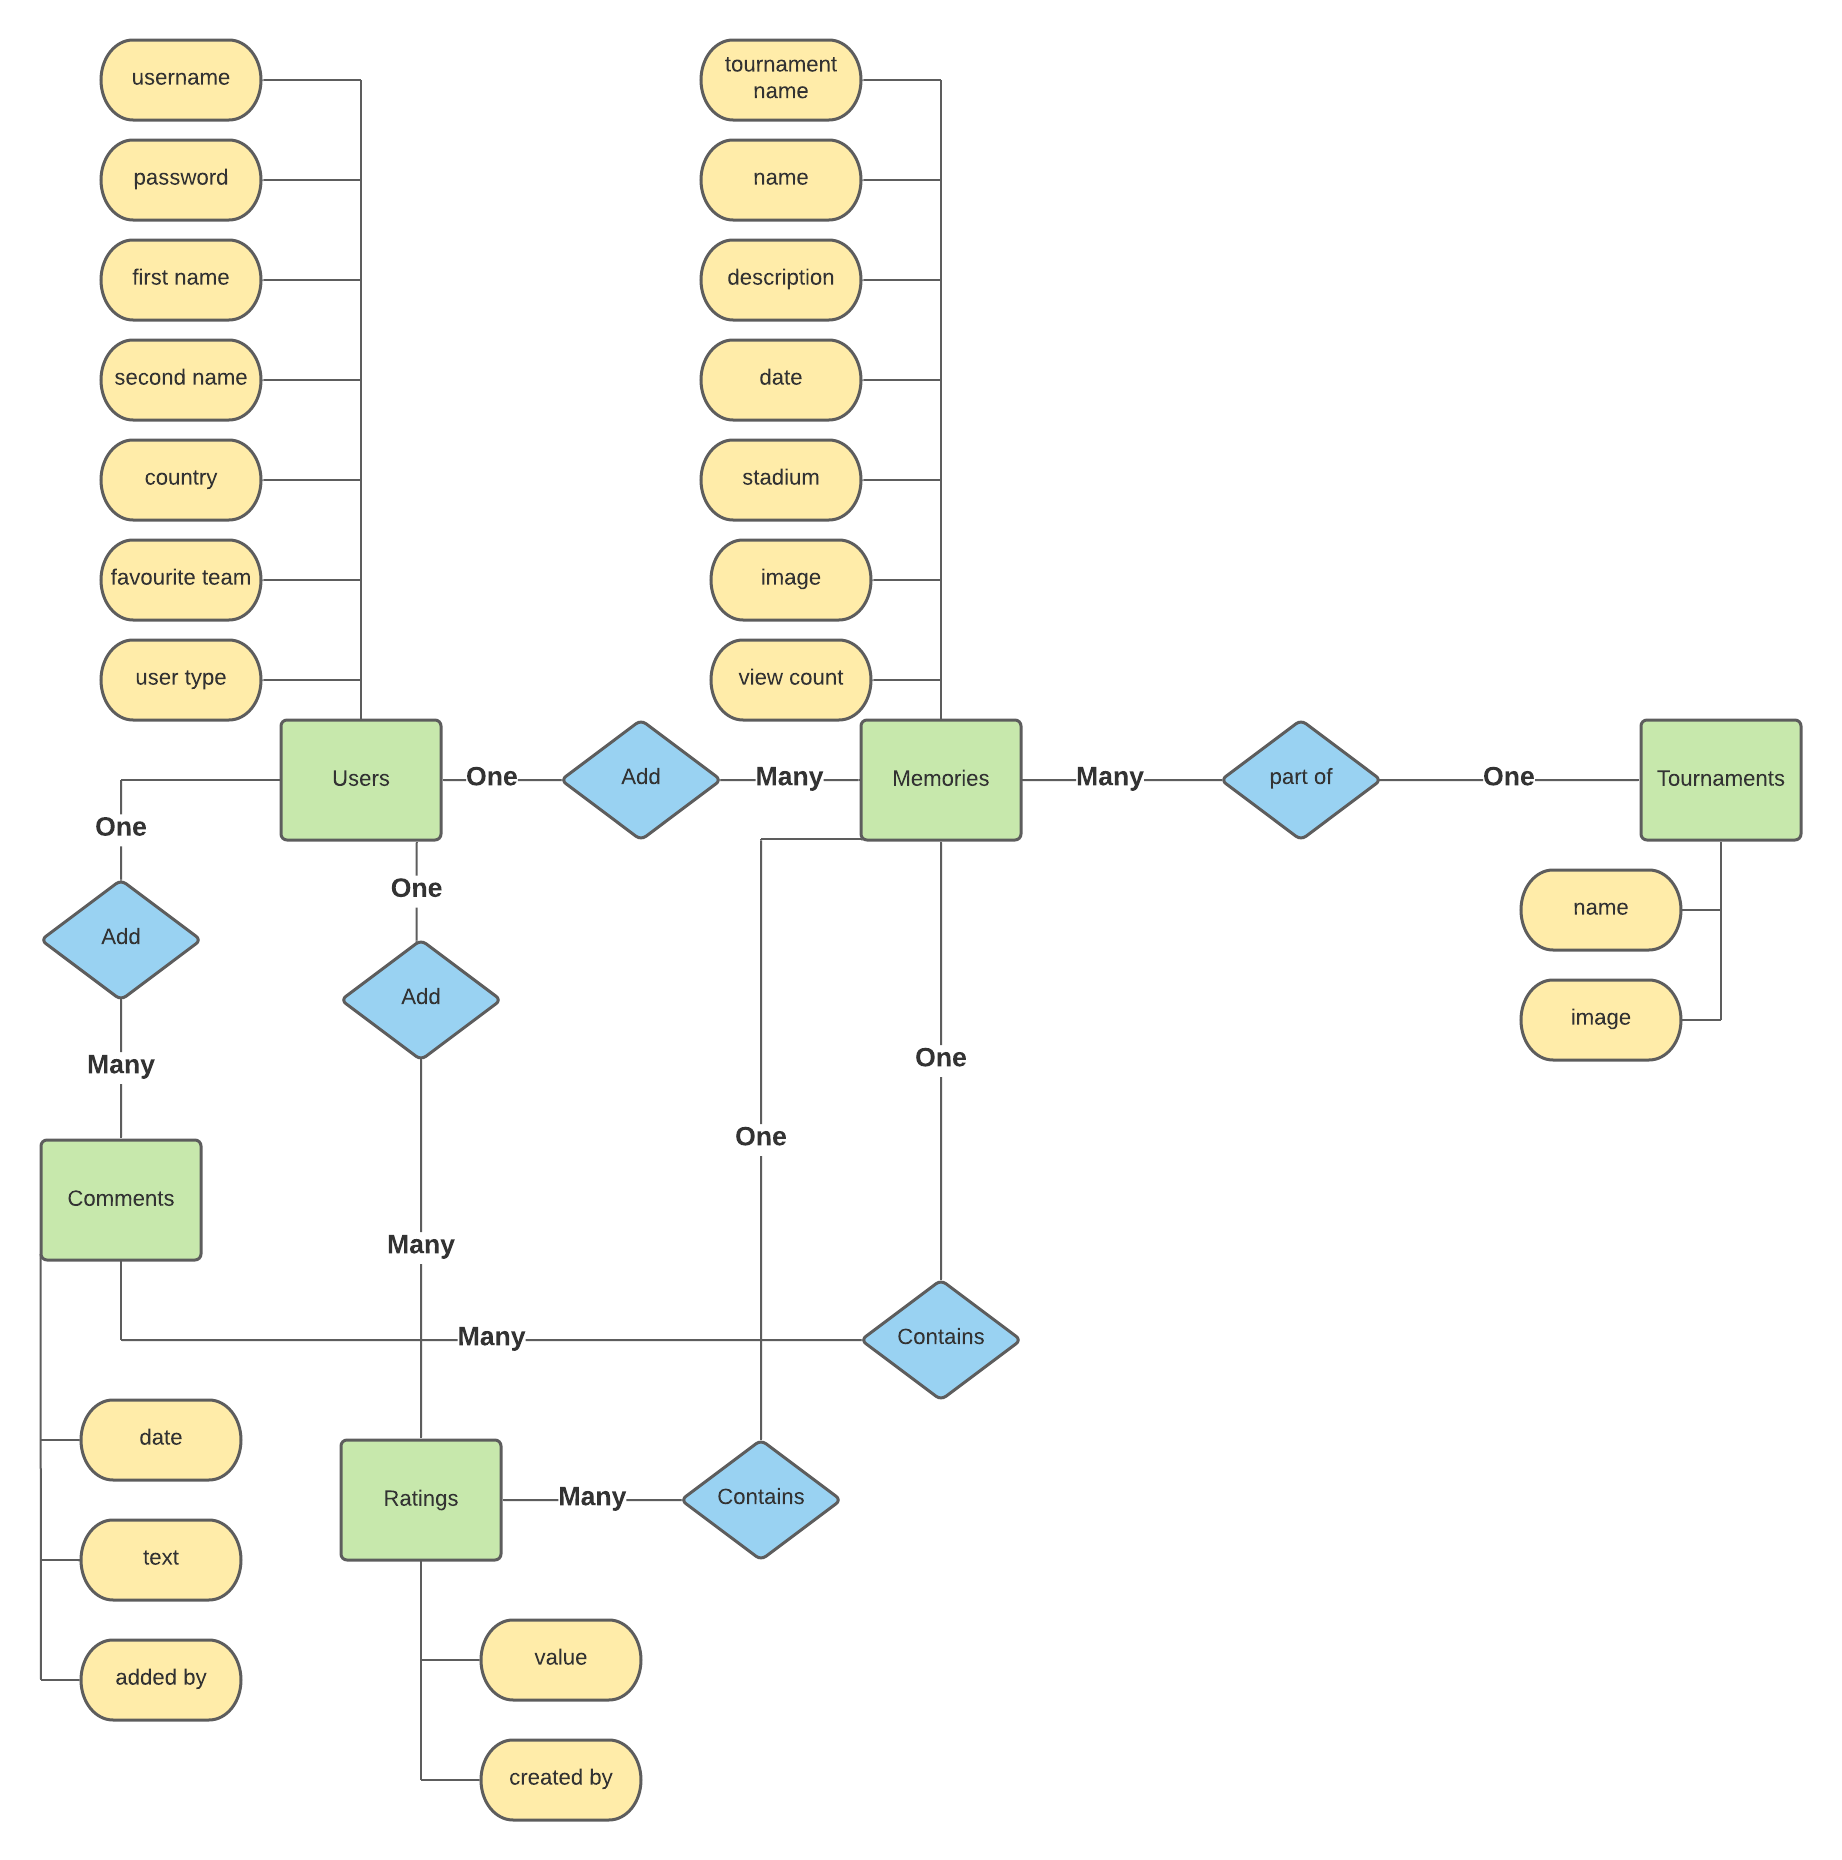 username
password
first name
second name
country
favourite team
user type
tournament
name
name
description
date
stadium
image
view count
Users
One
Add
Many
Memories
Many
part of
One
Tournaments
One
Add
Many
One
Add
Many
name
image
One
One
Comments
Many
Contains
date
text
added by
Ratings
Many
Contains
value
created by